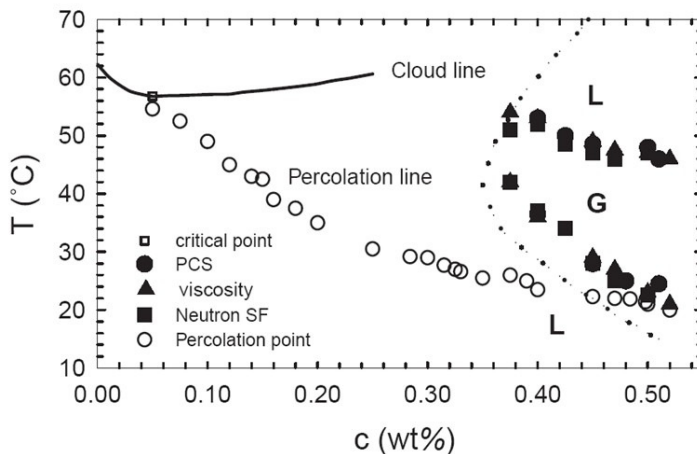 70
60
50
40
30
20
10
T (°C)
Cloud line
L
Percolation line
G
critical point
PCS
viscosity
Neutron SF
Percolation point
L
0.00 0.10 0.20 0.30 0.40 0.50
c (wt%)